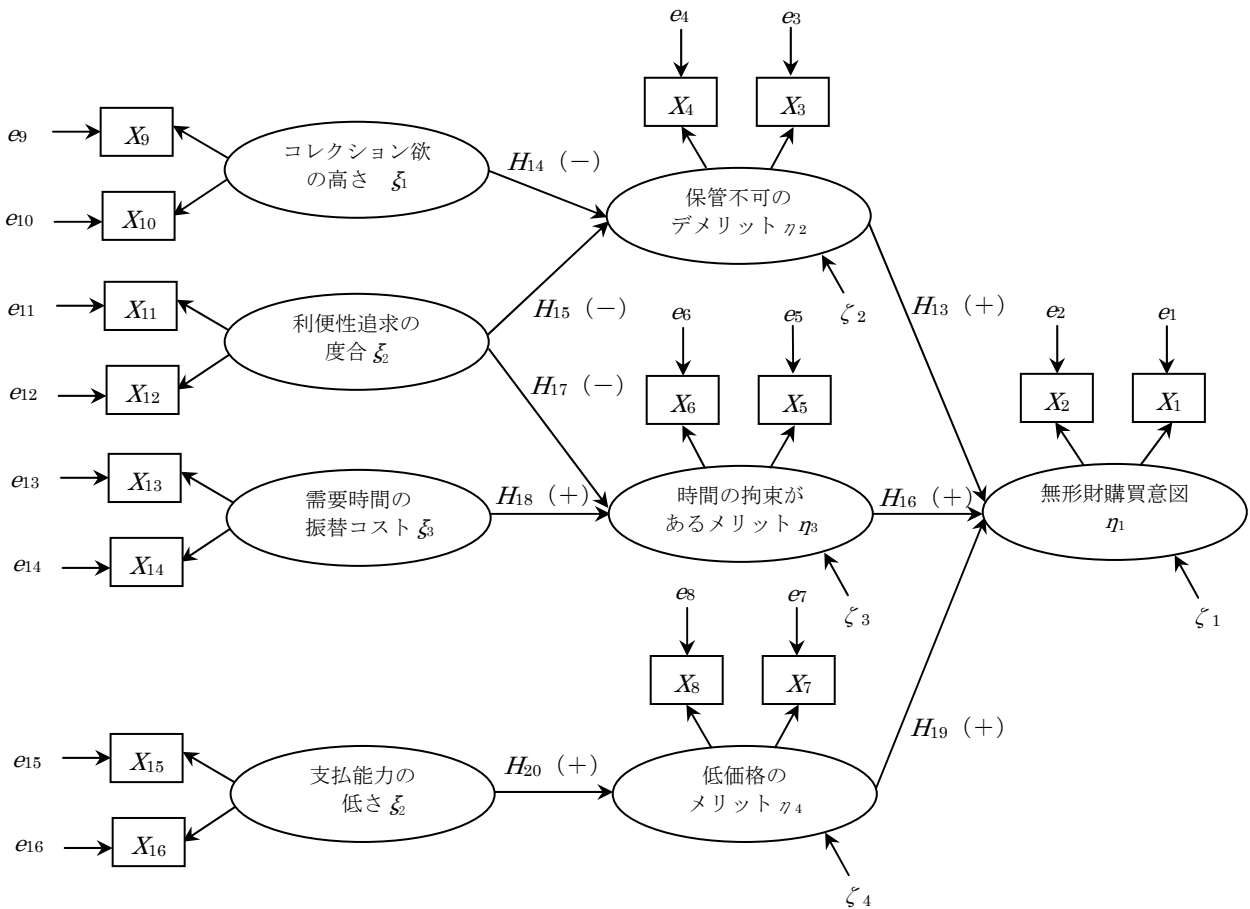 e4
e3
X4
X3
e9
X9
コレクション欲
の高さ ξ1
H14 (−)
e10
X10
保管不可の
デメリット η2
e11
X11
利便性追求の
度合 ξ2
H15 (−)
ζ2
H13 (+)
e6
e5
e2
e1
e12
X12
H17 (−)
X6
X5
X2
X1
e13
X13
需要時間の
振替コスト ξ3
H18 (+)
時間の拘束が
あるメリット η3
H16 (+)
無形財購買意図
η1
e14
X14
ζ3
ζ1
e8
e7
X8
X7
e15
X15
支払能力の
低さ ξ2
H20 (+)
低価格の
メリット η4
H19 (+)
e16
X16
ζ4